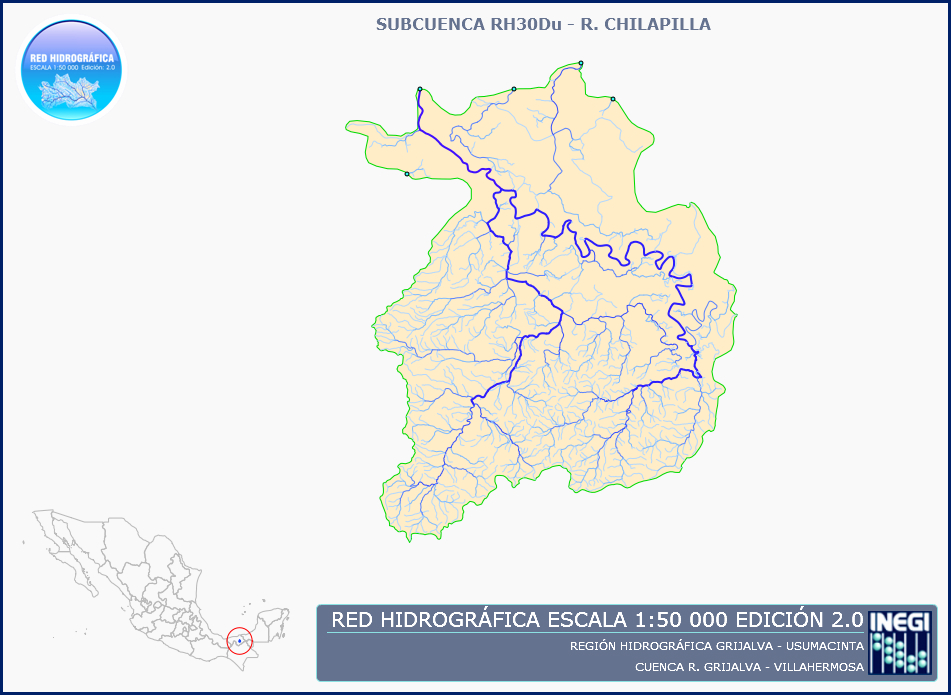 SUBCUENCA RH30Du - R. CHILAPILLA
RED HIDROGRÁFICA
ESCALA 1:50 000 Edición: 2.0
RED HIDROGRÁFICA ESCALA 1:50 000 EDICIÓN 2.0
REGIÓN HIDROGRÁFICA GRIJALVA - USUMACINTA
CUENCA R. GRIJALVA - VILLAHERMOSA
INEGI